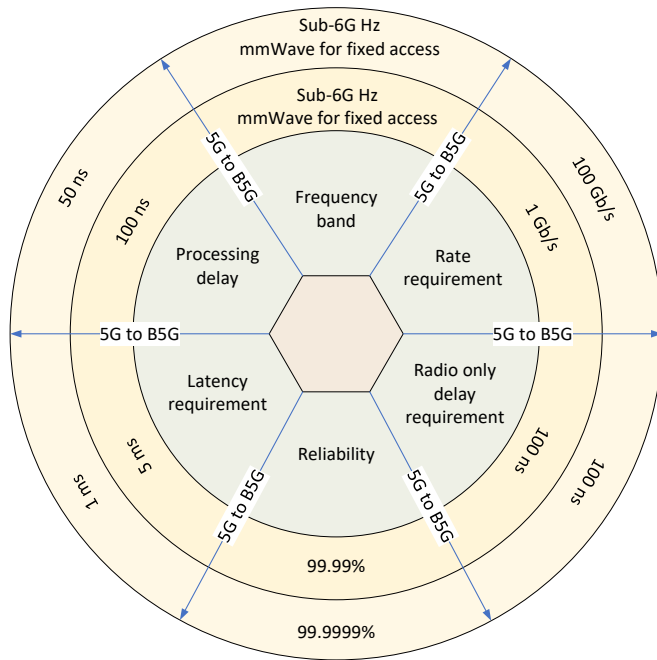 Sub-6G Hz
mmWave for fixed access
Sub-6G Hz
mmWave for fixed access
5G to B5G
5G to B5G
50 ns
100 ns
1 Gb/s
100 Gb/s
Frequency
band
Processing
delay
Rate
requirement
5G to B5G
5G to B5G
Latency
requirement
Radio only
delay
requirement
Reliability
5 ms
1 ms
100 ns
100 ns
5G to B5G
5G to B5G
99.99%
99.9999%